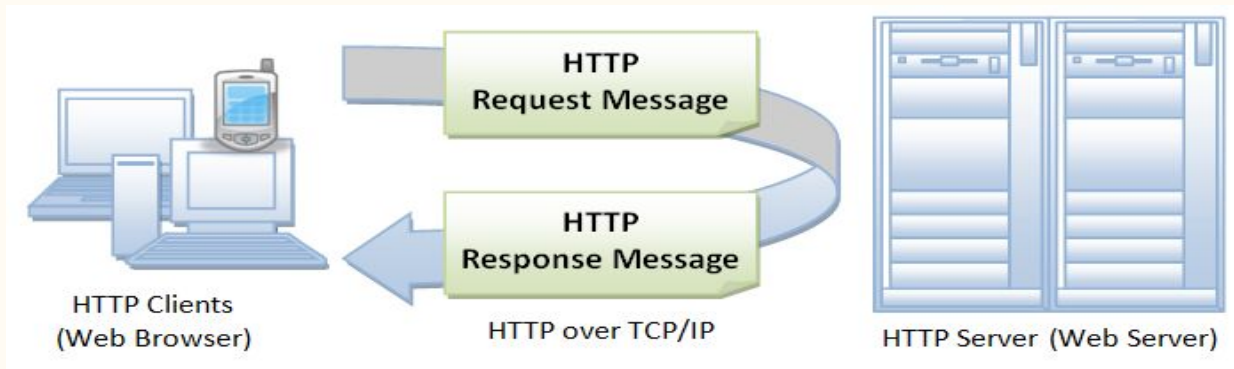 HTTP
Request Message
HTTP
Response Message
HTTP Clients
(Web Browser)
HTTP over TCP/IP
HTTP Server (Web Server)